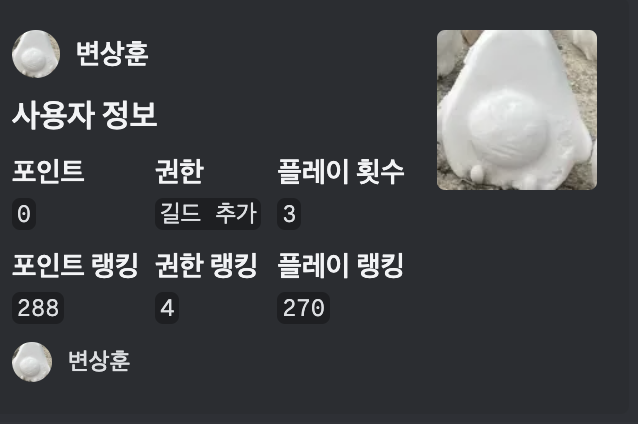 변상훈
사용자 정보
포인트 권한 플레이 횟수
0 길드 추가 3
포인트 랭킹 권한 랭킹 플레이 랭킹
288 4 270
변상훈